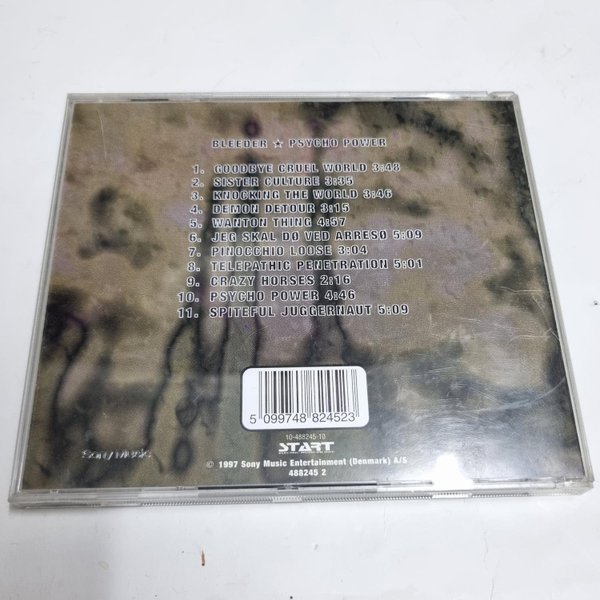 BLEEDER ★ PSYCHO POWER
1. GOODBYE CRUEL WORLD 3:48
2. SISTER CULTURE 3:35
3. KNOCKING THE WORLD 3:46
4. DEMON DETOUR 3:15
5. WANTON THING 4:57
6. JEG SKAL DØ VED ARRESØ 5:09
7. PINOCCHIO LOOSE 3:04
8. TELEPATHIC PENETRATION 5:01
9. CRAZY HORSES 2:16
10. PSYCHO POWER 4:46
11. SPITEFUL JUGGERNAUT 5:09
5 099748 824523
10-488245-10
START
Sony Music
© 1997 Sony Music Entertainment (Denmark) A/S
488245 2